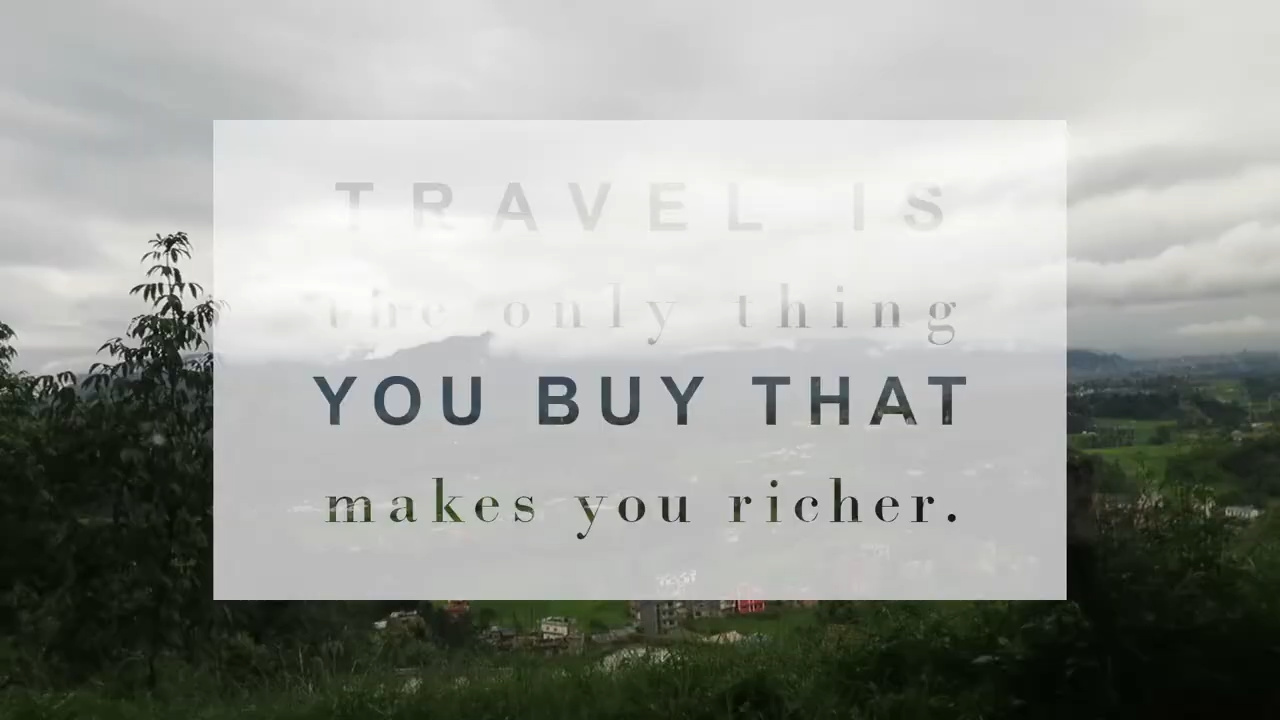 TRAVEL IS
the only thing
YOU BUY THAT
makes you richer.